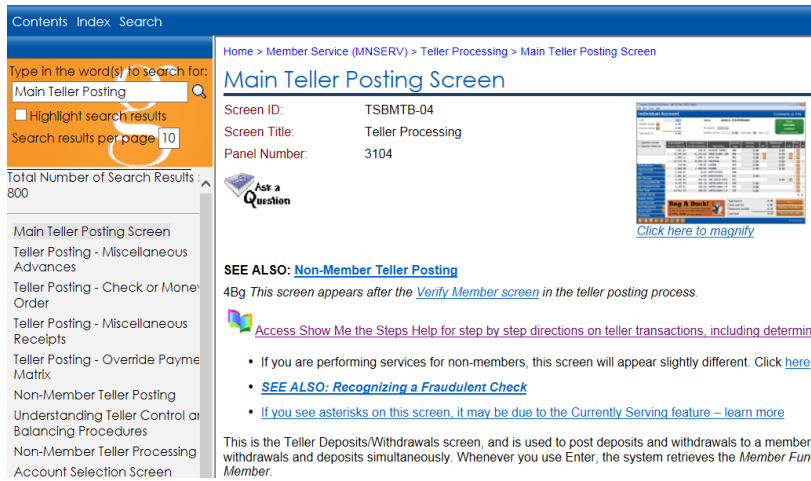 Contents Index Search
Type in the word(s) to search for:
Main Teller Posting
Highlight search results
Search results per page 10
Total Number of Search Results :
800
Main Teller Posting Screen
Teller Posting - Miscellaneous
Advances
Teller Posting - Check or Money
Order
Teller Posting - Miscellaneous
Receipts
Teller Posting - Override Payme
Matrix
Non-Member Teller Posting
Understanding Teller Control ar
Balancing Procedures
Non-Member Teller Processing
Account Selection Screen
Home > Member Service (MNSERV) > Teller Processing > Main Teller Posting Screen
Main Teller Posting Screen
Screen ID: TSBMTB-04
Screen Title: Teller Processing
Panel Number: 3104
Ask a
Question
Individual Account
Bag A Buck!
Click here to magnify
SEE ALSO: Non-Member Teller Posting
4Bg This screen appears after the Verify Member screen in the teller posting process.
Access Show Me the Steps Help for step by step directions on teller transactions, including determin
• If you are performing services for non-members, this screen will appear slightly different. Click here
• SEE ALSO: Recognizing a Fraudulent Check
• If you see asterisks on this screen, it may be due to the Currently Serving feature – learn more
This is the Teller Deposits/Withdrawals screen, and is used to post deposits and withdrawals to a member
withdrawals and deposits simultaneously. Whenever you use Enter, the system retrieves the Member Fun
Member.